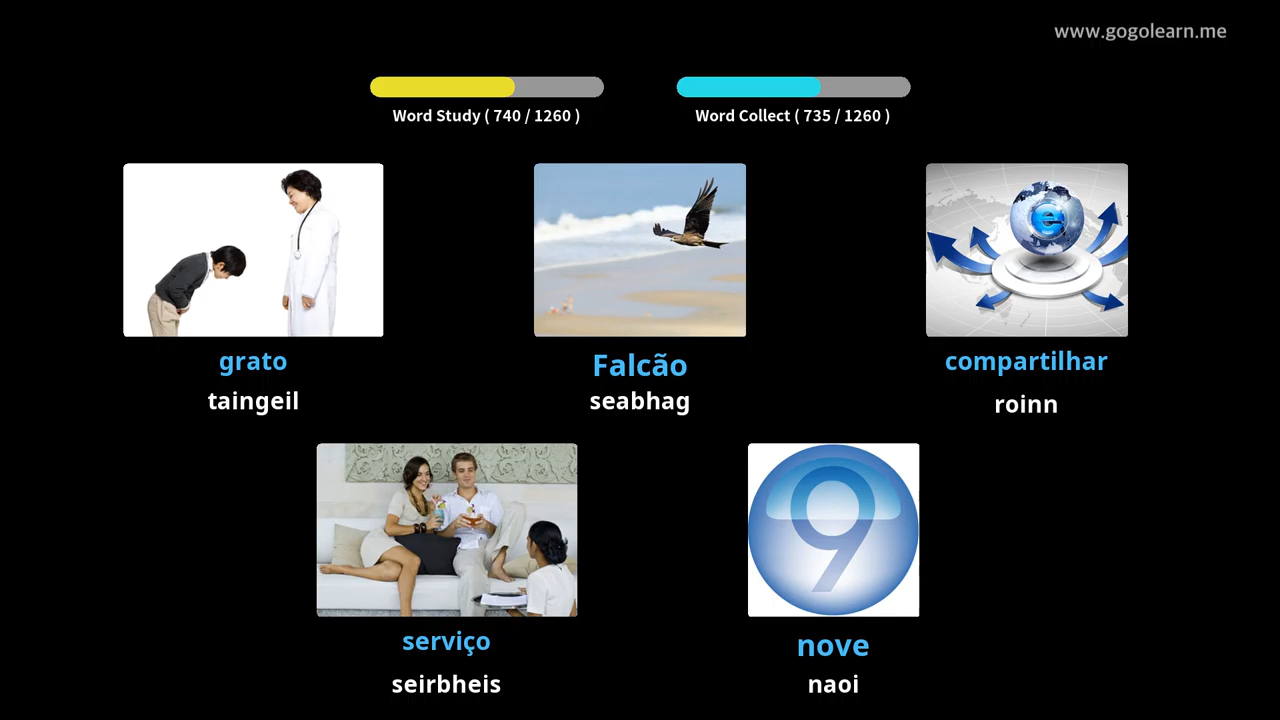 www.gogolearn.me
Word Study ( 740 / 1260 )
Word Collect ( 735 / 1260 )
grato
taingeil
Falcão
seabhag
compartilhar
roinn
serviço
seirbheis
9
nove
naoi